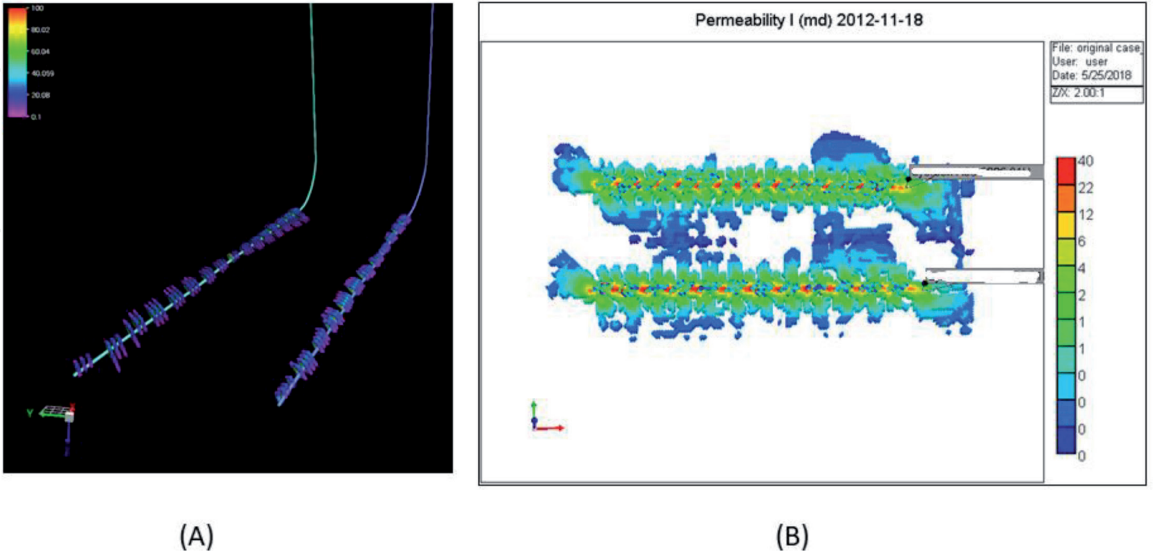 100
80.02
60.04
40.059
20.08
0.1
Y
Permeability I (md) 2012-11-18
File: original case
User: user
Date: 5/25/2018
Z/X: 2.00:1
40
22
12
6
4
2
1
1
0
0
0
0
(A)
(B)